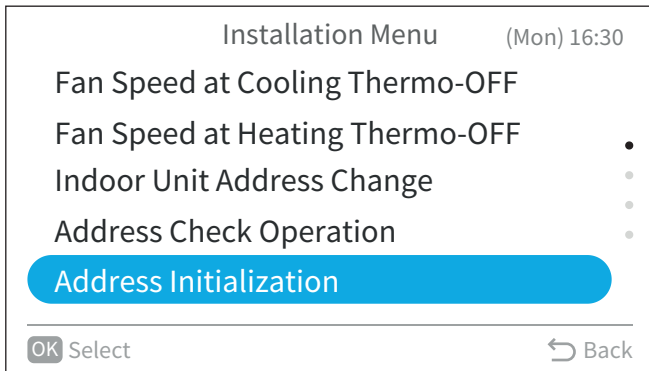 Installation Menu (Mon) 16:30
Fan Speed at Cooling Thermo-OFF
Fan Speed at Heating Thermo-OFF
Indoor Unit Address Change
Address Check Operation
Address Initialization
OK Select Back